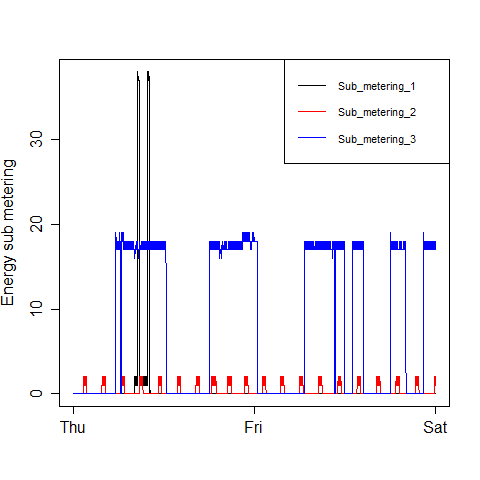 Sub_metering_1
Sub_metering_2
Sub_metering_3
Energy sub metering
30
20
10
0
Thu
Fri
Sat